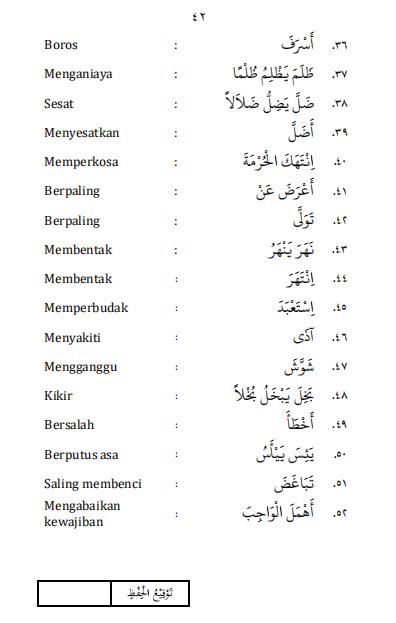 ٤٢
٣٦. أَسْرَفَ : Boros
٣٧. ظَلَمَ يَظْلِمُ ظُلْمًا : Menganiaya
٣٨. ضَلَّ يَضِلُّ ضَلَالاً : Sesat
٣٩. أَضَلَّ : Menyesatkan
٤٠. اِنْتَهَكَ الْحُرْمَةَ : Memperkosa
٤١. أَعْرَضَ عَنْ : Berpaling
٤٢. تَوَلَّى : Berpaling
٤٣. نَهَرَ يَنْهَرُ : Membentak
٤٤. اِنْتَهَرَ : Membentak
٤٥. اِسْتَعْبَدَ : Memperbudak
٤٦. آذَى : Menyakiti
٤٧. شَوَّشَ : Mengganggu
٤٨. بَخِلَ يَبْخَلُ بُخْلاً : Kikir
٤٩. أَخْطَأَ : Bersalah
٥٠. يَئِسَ يَيْأَسُ : Berputus asa
٥١. تَبَاغَضَ : Saling membenci
٥٢. أَهْمَلَ الْوَاجِبَ : Mengabaikan
kewajiban
تَوْقِيْعُ الْحِفْظِ